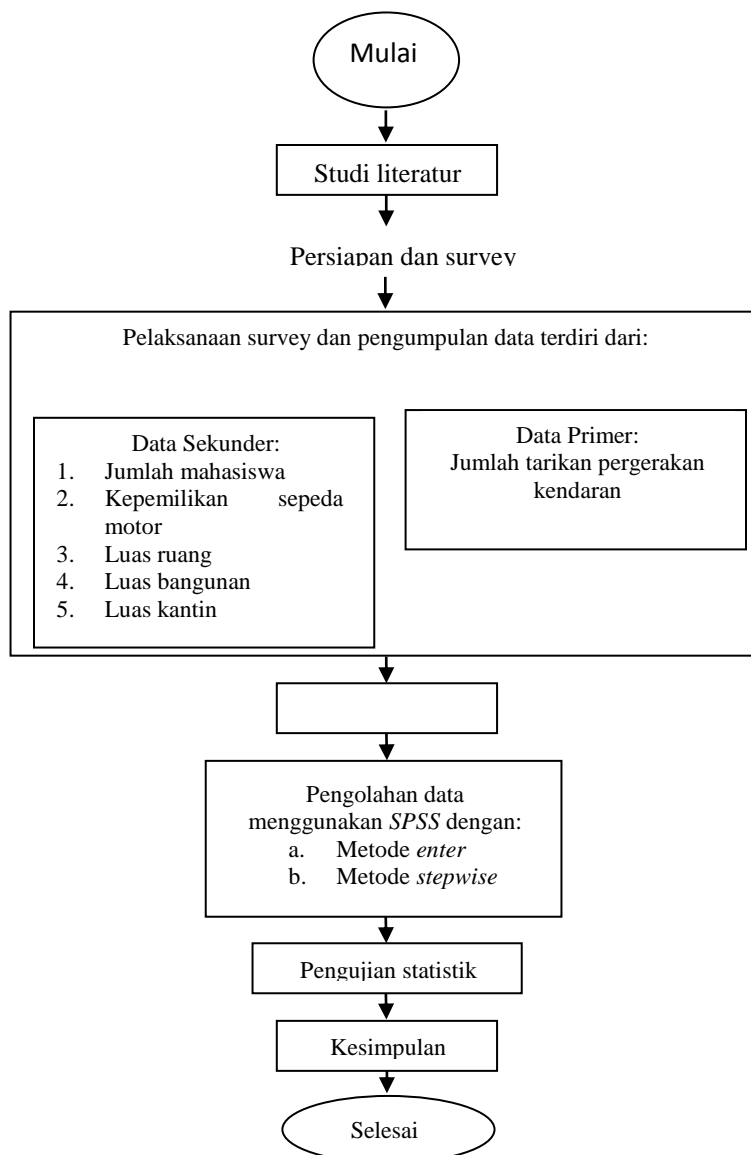 Mulai
Studi literatur
Persiapan dan survey
Pelaksanaan survey dan pengumpulan data terdiri dari:
Data Sekunder:
1. Jumlah mahasiswa
2. Kepemilikan sepeda
motor
3. Luas ruang
4. Luas bangunan
5. Luas kantin
Data Primer:
Jumlah tarikan pergerakan
kendaran
Pengolahan data
menggunakan SPSS dengan:
a. Metode enter
b. Metode stepwise
Pengujian statistik
Kesimpulan
Selesai